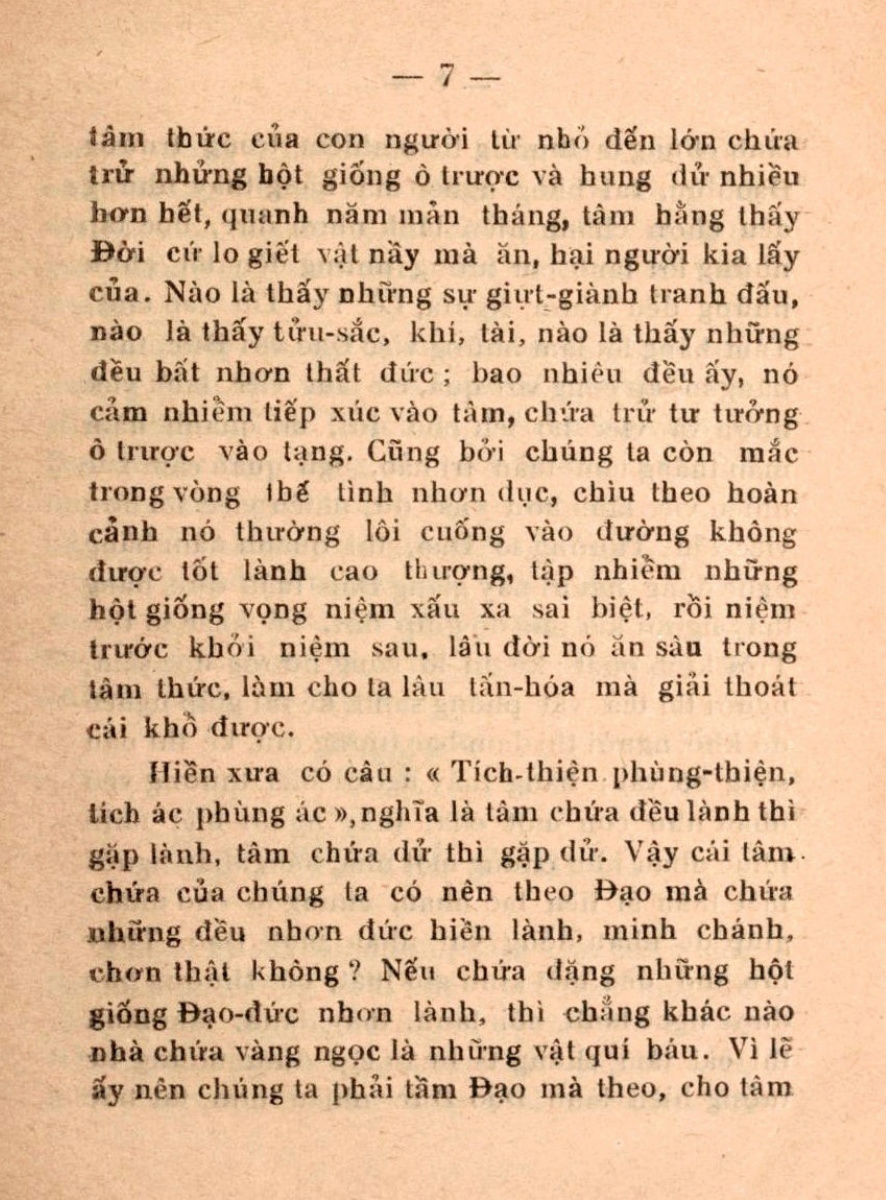 — 7 —
tâm thức của con người từ nhỏ đến lớn chứa
trử nhửng hột giống ô trược và hung dử nhiều
hơn hết, quanh năm mản tháng, tâm hằng thấy
Đời cứ lo giết vật nầy mà ăn, hại người kia lấy
của. Nào là thấy những sự giựt-giành tranh đấu,
nào là thấy tửu-sắc, khí, tài, nào là thấy những
đều bất nhơn thất đức ; bao nhiêu đều ấy, nó
cảm nhiễm tiếp xúc vào tâm, chứa trử tư tưởng
ô trược vào tạng. Cũng bởi chúng ta còn mắc
trong vòng thế tình nhơn dục, chìu theo hoàn
cảnh nó thường lôi cuống vào đường không
được tốt lành cao thượng, tập nhiễm những
hột giống vọng niệm xấu xa sai biệt, rồi niệm
trước khởi niệm sau, lâu đời nó ăn sâu trong
tâm thức, làm cho ta lâu tấn-hóa mà giải thoát
cái khổ được.
Hiền xưa có câu : « Tích-thiện phùng-thiện,
tích ác phùng ác », nghĩa là tâm chứa đều lành thì
gặp lành, tâm chứa dử thì gặp dử. Vậy cái tâm
chứa của chúng ta có nên theo Đạo mà chứa
những đều nhơn đức hiền lành, minh chánh,
chơn thật không ? Nếu chứa đặng những hột
giống Đạo-đức nhơn lành, thì chẳng khác nào
nhà chứa vàng ngọc là những vật quí báu. Vì lẽ
ấy nên chúng ta phải tầm Đạo mà theo, cho tâm